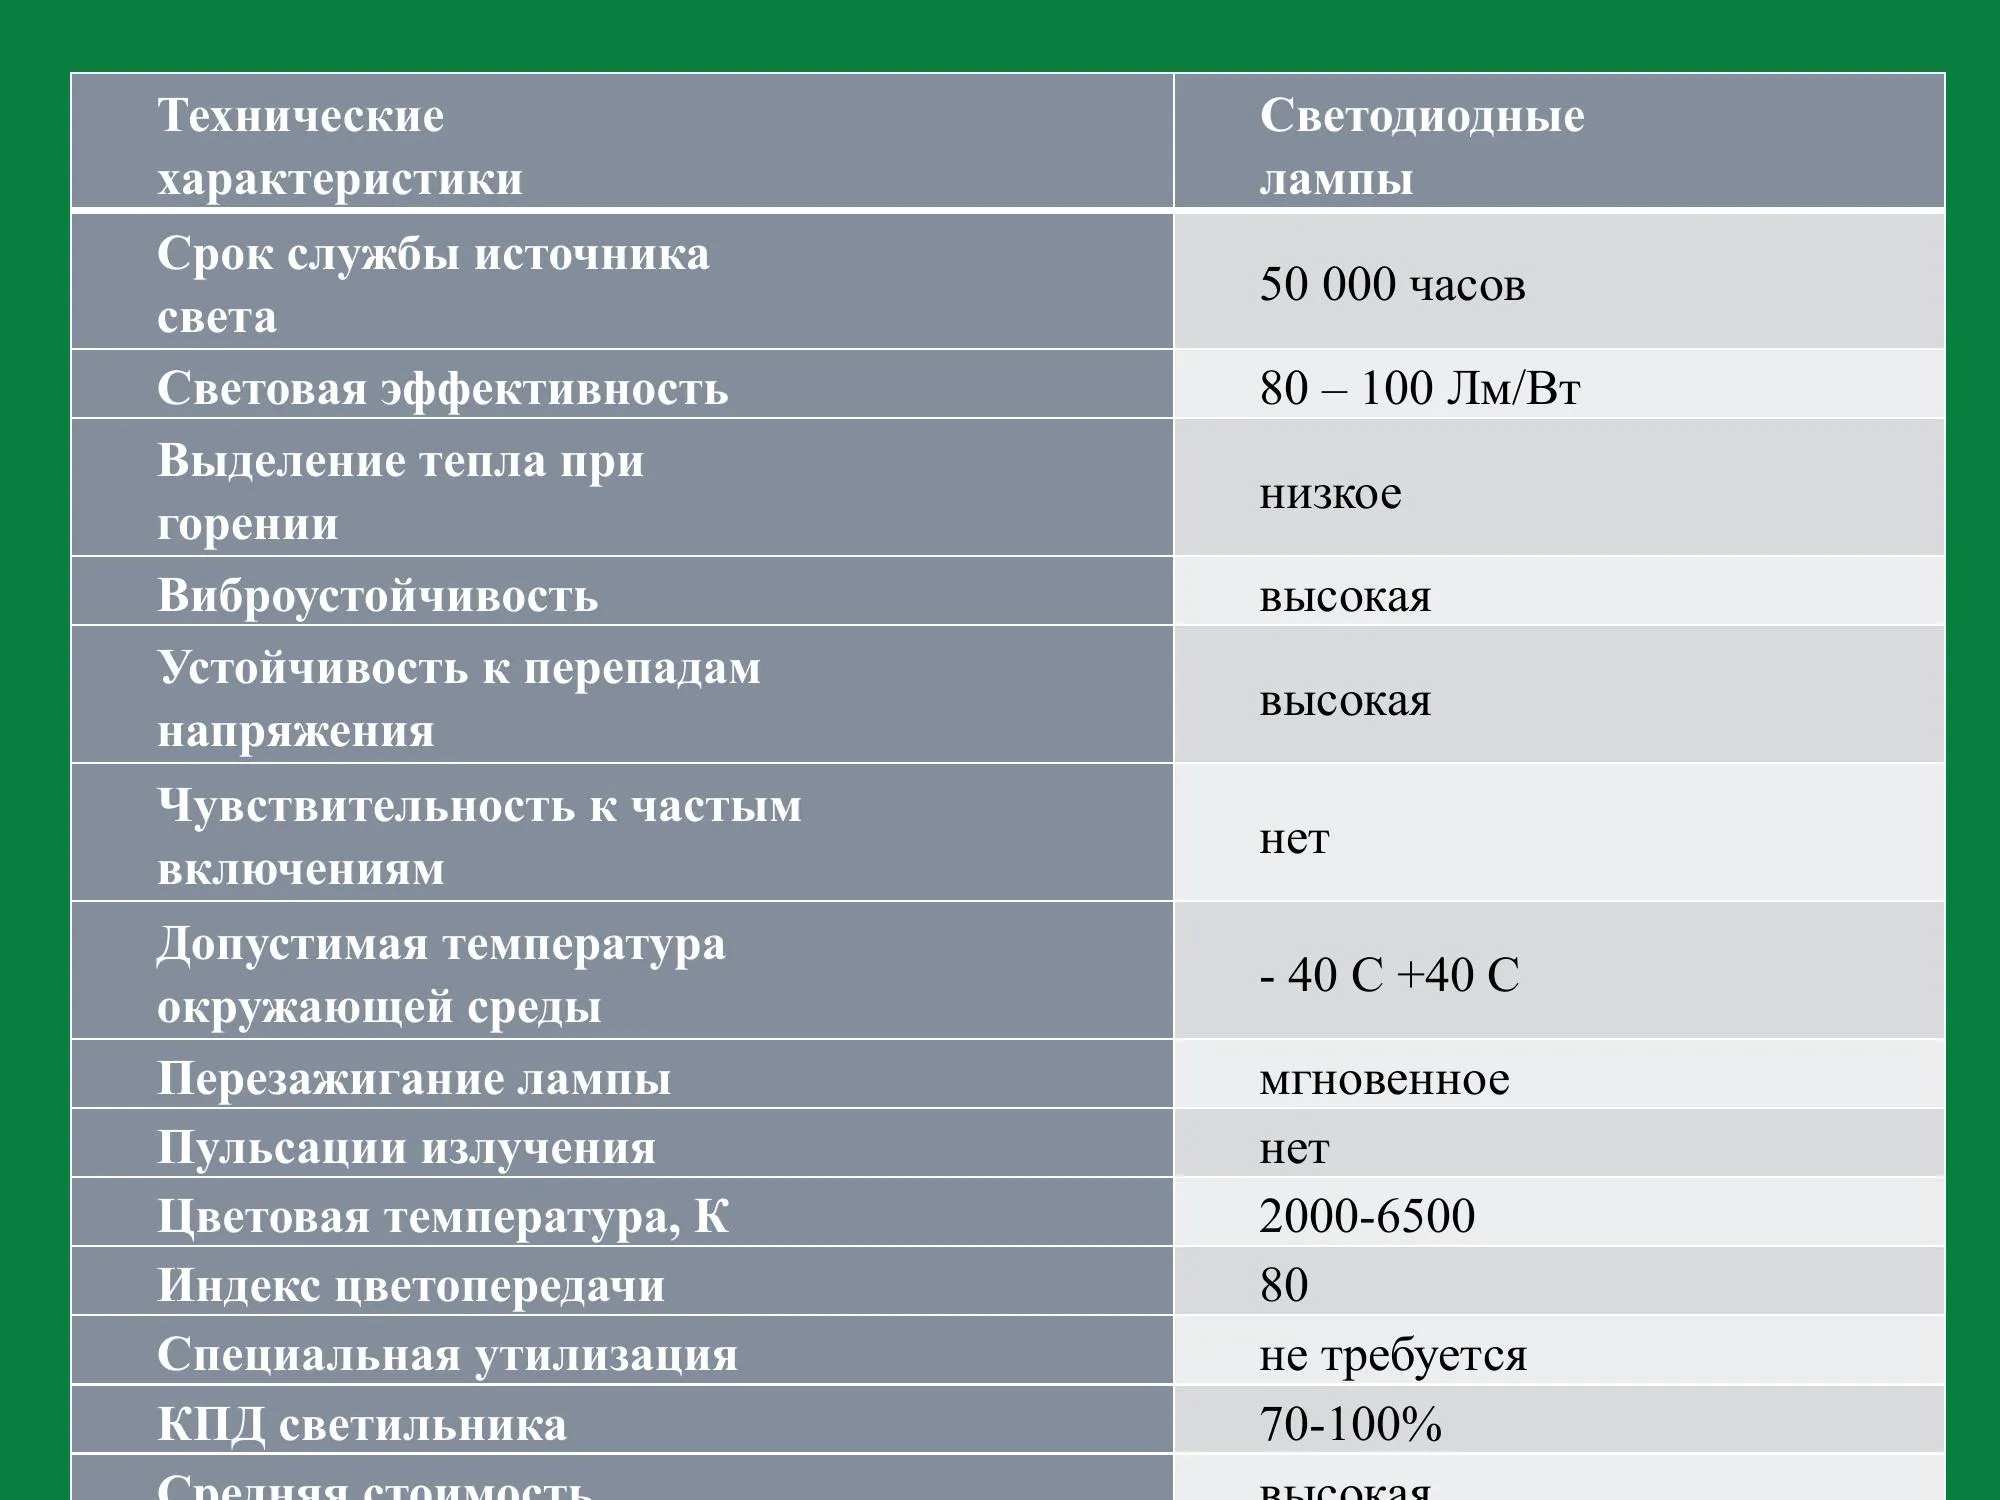 Технические
характеристики
Светодиодные
лампы
Срок службы источника
света
50 000 часов
Световая эффективность
80 – 100 Лм/Вт
Выделение тепла при
горении
низкое
Виброустойчивость
высокая
Устойчивость к перепадам
напряжения
высокая
Чувствительность к частым
включениям
нет
Допустимая температура
окружающей среды
- 40 С +40 С
Перезажигание лампы
мгновенное
Пульсации излучения
нет
Цветовая температура, К
2000-6500
Индекс цветопередачи
80
Специальная утилизация
не требуется
КПД светильника
70-100%
Средняя стоимость
высокая